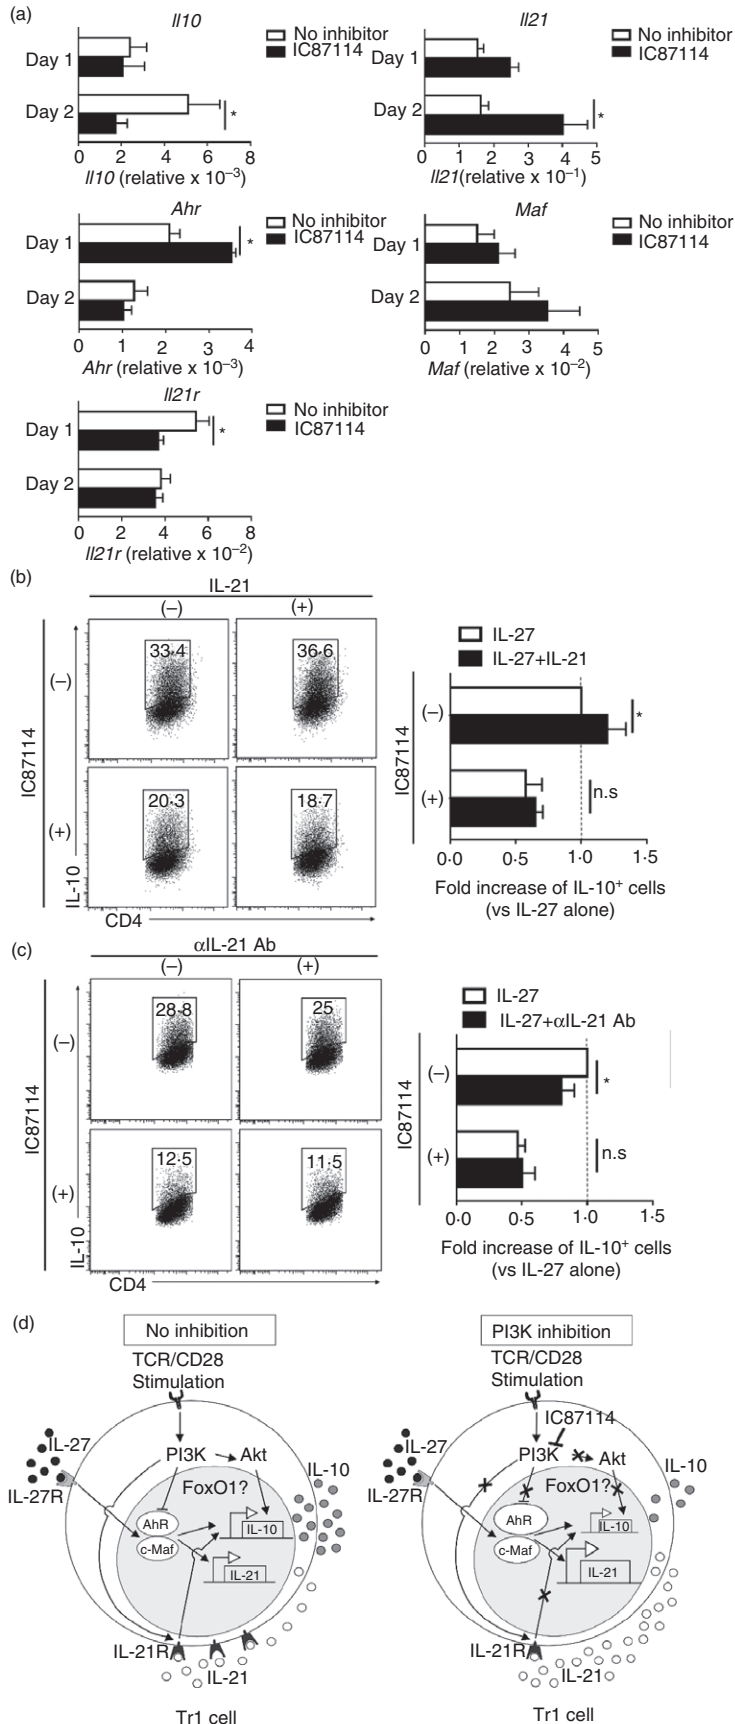 (a)
Il10
No inhibitor
IC87114
Day 1
Day 2
*
0 2 4 6 8
Il10 (relative x 10⁻³)
Il21
No inhibitor
IC87114
Day 1
Day 2
*
0 1 2 3 4 5
Il21(relative x 10⁻¹)
Ahr
No inhibitor
IC87114
Day 1
*
Day 2
0 1 2 3 4
Ahr (relative x 10⁻³)
Maf
No inhibitor
IC87114
Day 1
Day 2
0 1 2 3 4 5
Maf (relative x 10⁻²)
Il21r
No inhibitor
IC87114
Day 1
*
Day 2
0 2 4 6 8
Il21r (relative x 10⁻²)
(b)
IL-21
(–) (+)
IC87114
(–)
33·4 36·6
(+)
20·3 18·7
IL-10
CD4
IL-27
IL-27+IL-21
IC87114
(–)
*
(+)
n.s
0·0 0·5 1·0 1·5
Fold increase of IL-10⁺ cells
(vs IL-27 alone)
(c)
αIL-21 Ab
(–) (+)
IC87114
(–)
28·8 25
(+)
12·5 11·5
IL-10
CD4
IL-27
IL-27+αIL-21 Ab
IC87114
(–)
*
(+)
n.s
0·0 0·5 1·0 1·5
Fold increase of IL-10⁺ cells
(vs IL-27 alone)
(d)
No inhibition
TCR/CD28
Stimulation
IL-27
IL-27R
PI3K
Akt
IL-10
FoxO1?
AhR
c-Maf
IL-10
IL-21
IL-21R
IL-21
Tr1 cell
PI3K inhibition
TCR/CD28
Stimulation
IC87114
IL-27
IL-27R
PI3K
Akt
IL-10
FoxO1?
AhR
c-Maf
IL-10
IL-21
IL-21R
IL-21
Tr1 cell